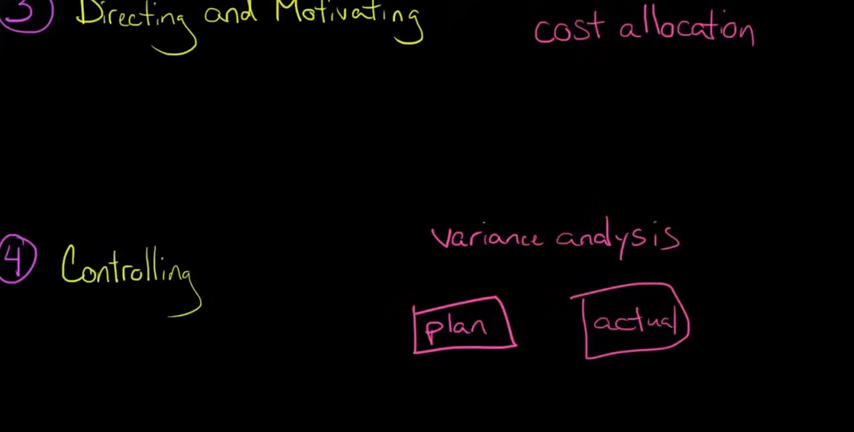 3 Directing and Motivating
cost allocation
variance analysis
4 Controlling
plan actual